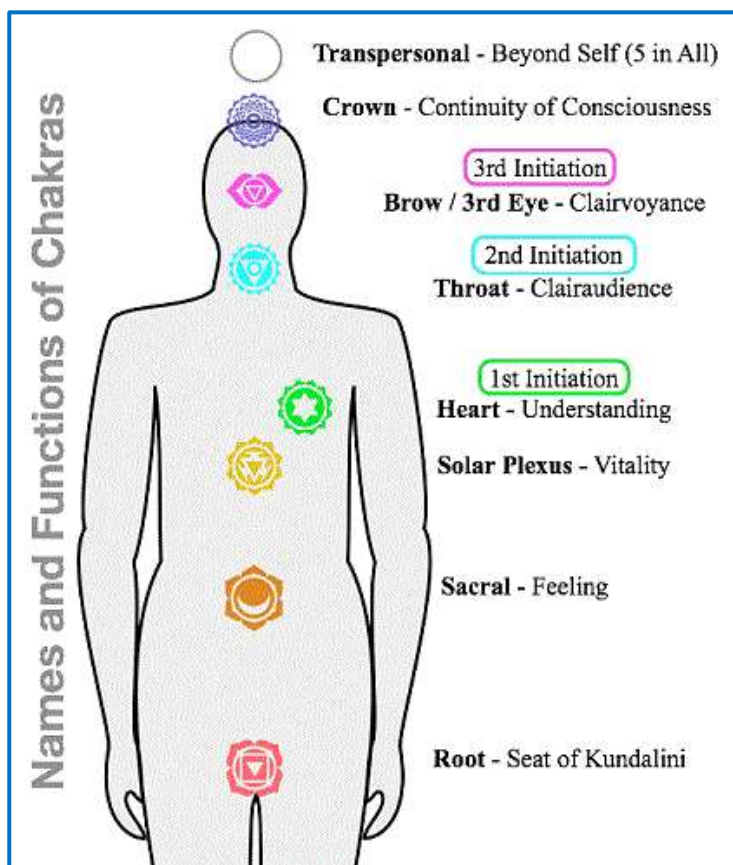 Names and Functions of Chakras
Transpersonal - Beyond Self (5 in All)
Crown - Continuity of Consciousness
3rd Initiation
Brow / 3rd Eye - Clairvoyance
2nd Initiation
Throat - Clairaudience
1st Initiation
Heart - Understanding
Solar Plexus - Vitality
Sacral - Feeling
Root - Seat of Kundalini